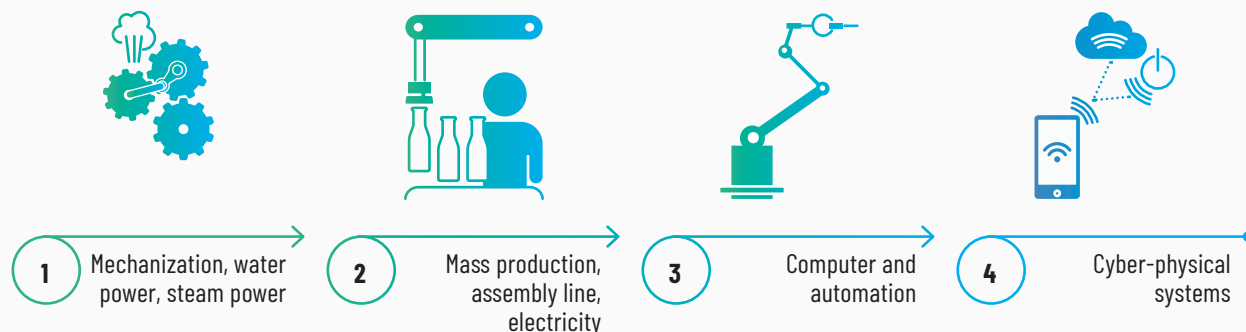 1
Mechanization, water
power, steam power
2
Mass production,
assembly line,
electricity
3
Computer and
automation
4
Cyber-physical
systems